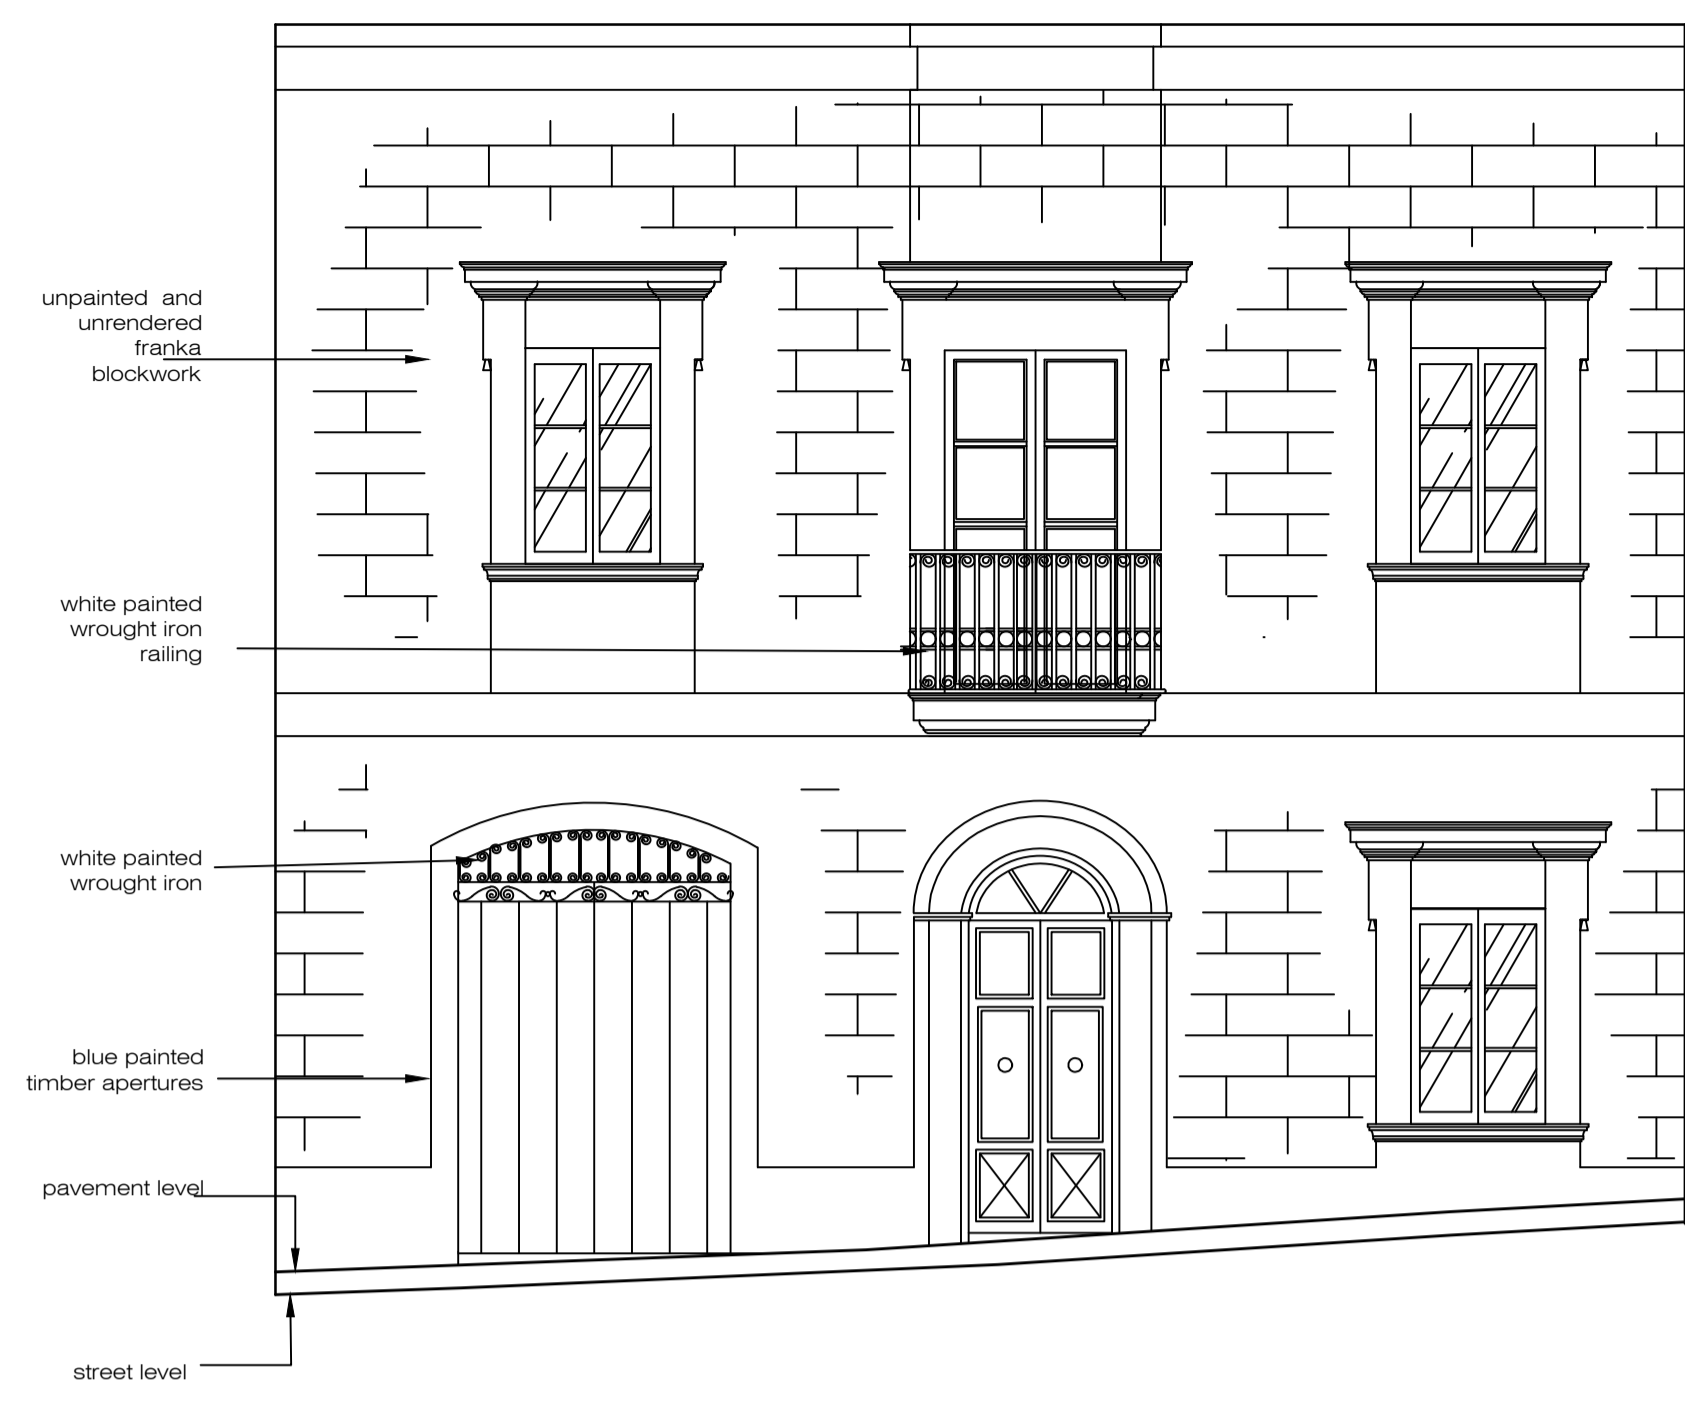 unpainted and
unrendered
franka
blockwork
white painted
wrought iron
railing
white painted
wrought iron
blue painted
timber apertures
pavement level
street level